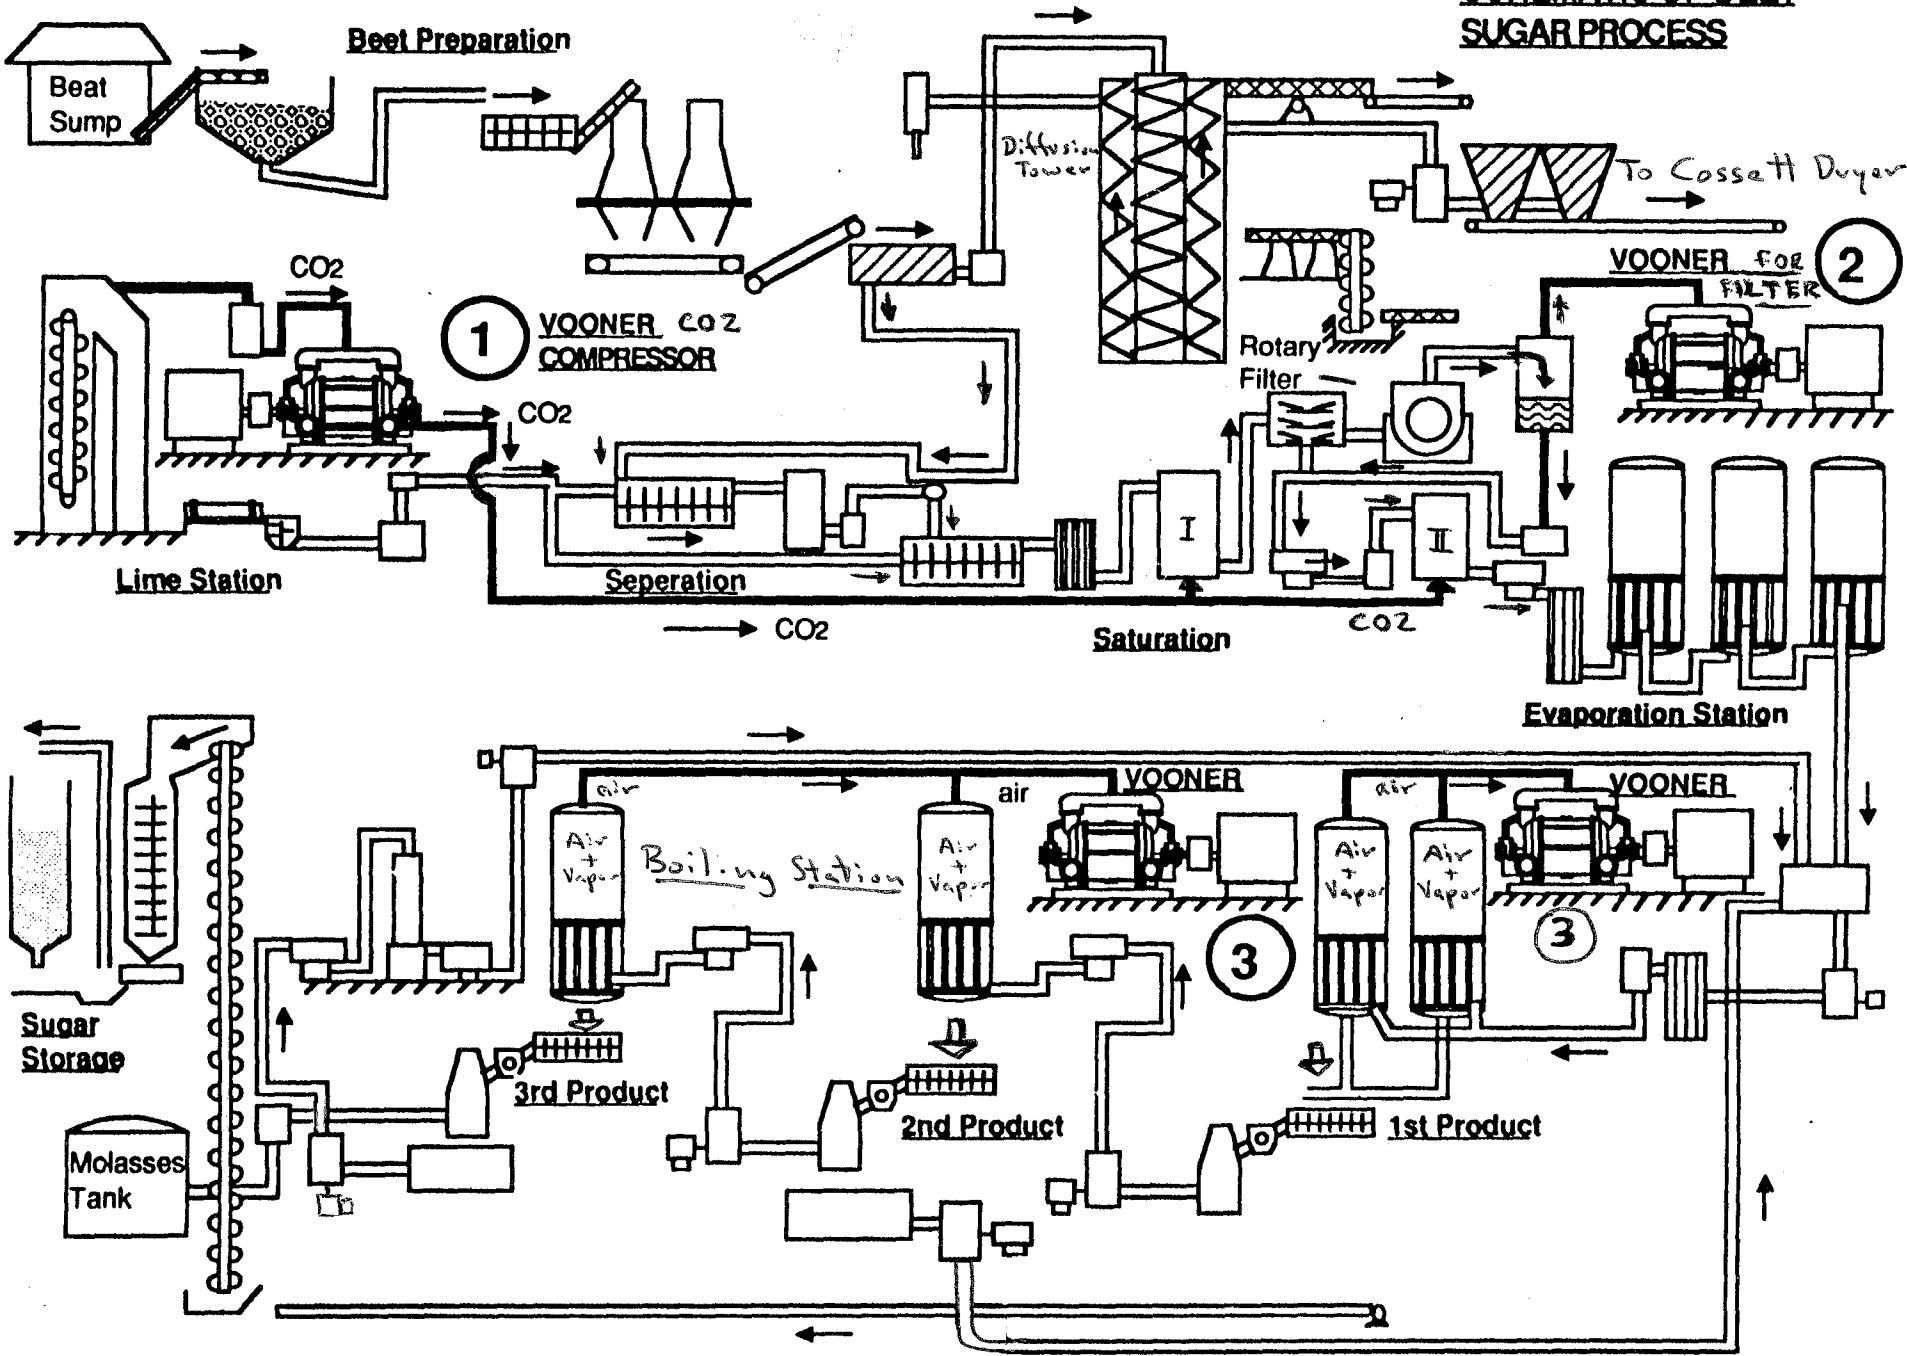 SUGAR PROCESS
Beet Preparation
Beat
Sump
Diffusion
Tower
To Cossett Dryer
VOONER FOR
FILTER
2
CO2
1
VOONER CO2
COMPRESSOR
Rotary
Filter
CO2
I
II
Lime Station
Seperation
CO2
Saturation
CO2
Evaporation Station
VOONER
VOONER
air
air
air
Air
+
Vapor
Boiling Station
Air
+
Vapor
Air
+
Vapor
Air
+
Vapor
3
3
Sugar
Storage
3rd Product
2nd Product
1st Product
Molasses
Tank